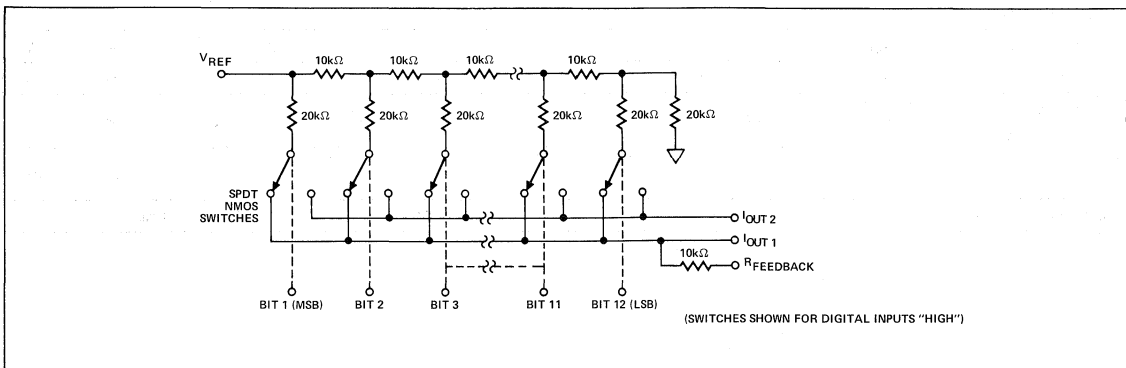 VREF
10kΩ 10kΩ 10kΩ 10kΩ
20kΩ 20kΩ 20kΩ 20kΩ 20kΩ 20kΩ
SPDT
NMOS
SWITCHES
IOUT 2
IOUT 1
10kΩ
RFEEDBACK
BIT 1 (MSB) BIT 2 BIT 3 BIT 11 BIT 12 (LSB)
(SWITCHES SHOWN FOR DIGITAL INPUTS "HIGH")